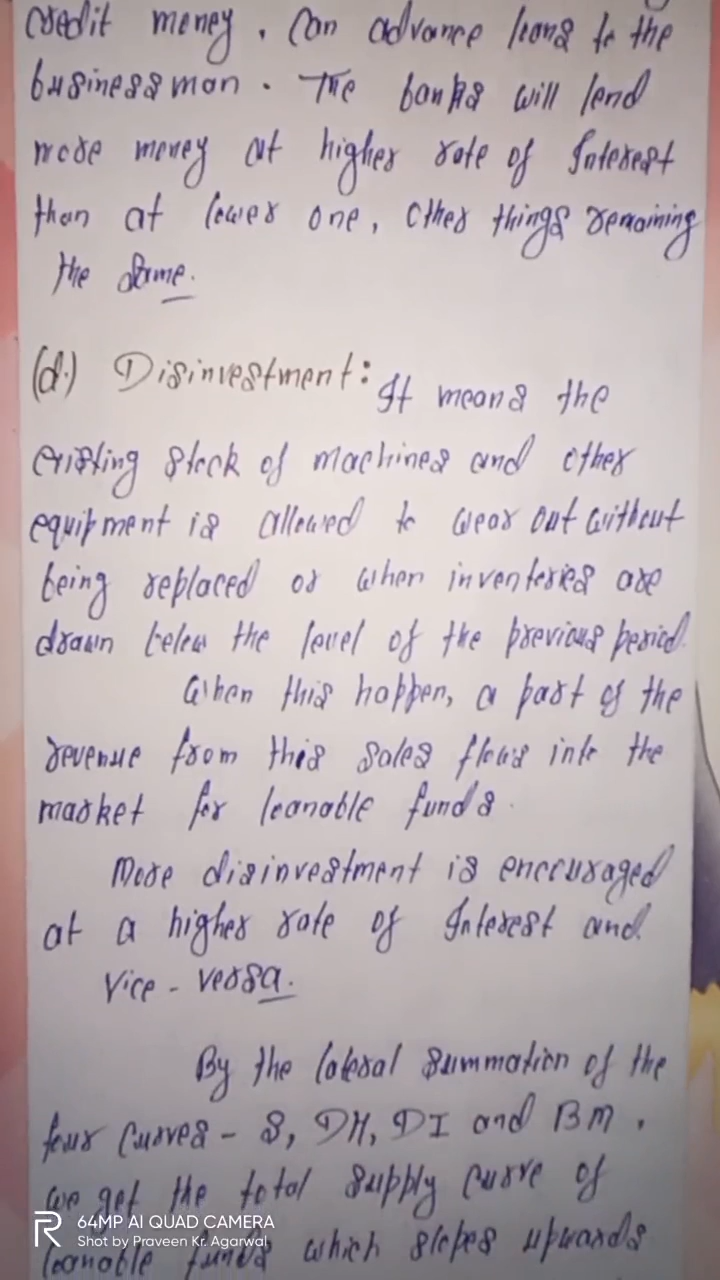 credit money, can advance loans to the
businessman. The banks will lend
more money at higher rate of Interest
than at lower one, other things remaining
the same.
(d.) Disinvestment: It means the
existing stock of machines and other
equipment is allowed to wear out without
being replaced or when inventories are
drawn below the level of the previous period.
When this happen, a part of the
revenue from this sales flows into the
market for loanable funds.
More disinvestment is encouraged
at a higher rate of Interest and
Vice-versa.
By the lateral summation of the
four curves - S, DH, DI and BM,
we get the total supply curve of
loanable funds which slopes upwards
64MP AI QUAD CAMERA
Shot by Praveen Kr. Agarwal